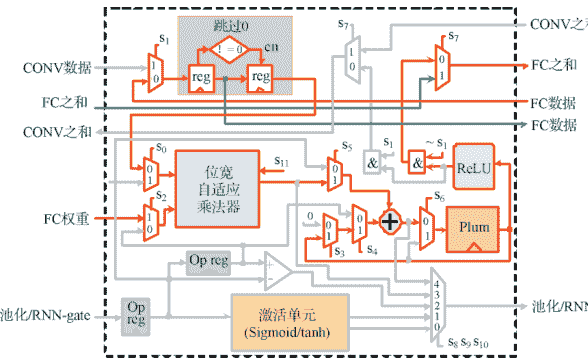 跳过0
S7
CONV之和
S1
!= 0
en
S7
CONV数据
1
0
reg
reg
1
0
0
1
FC之和
FC之和
FC数据
CONV之和
FC数据
S0
S1
~ S1
0
1
位宽
自适应
乘法器
S11
S5
0
1
&
&
ReLU
S2
FC权重
1
0
0
0
1
0
1
S6
0
1
Plum
S3
S4
Op reg
+
−
4
3
2
1
0
池化/RNN-gate
Op
reg
激活单元
(Sigmoid/tanh)
池化/RNN
S8 S9 S10